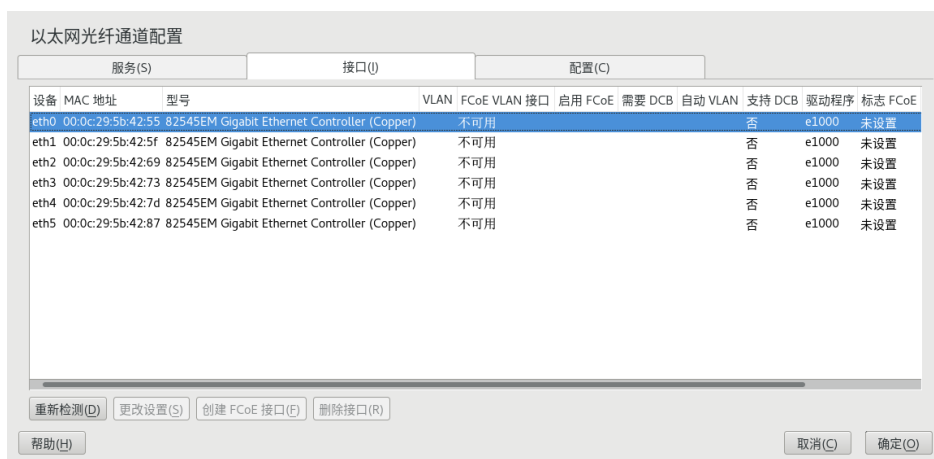 以太网光纤通道配置
服务(S) 接口(I) 配置(C)
设备 MAC 地址 型号 VLAN FCoE VLAN 接口 启用 FCoE 需要 DCB 自动 VLAN 支持 DCB 驱动程序 标志 FCoE
eth0 00:0c:29:5b:42:55 82545EM Gigabit Ethernet Controller (Copper) 不可用 否 e1000 未设置
eth1 00:0c:29:5b:42:5f 82545EM Gigabit Ethernet Controller (Copper) 不可用 否 e1000 未设置
eth2 00:0c:29:5b:42:69 82545EM Gigabit Ethernet Controller (Copper) 不可用 否 e1000 未设置
eth3 00:0c:29:5b:42:73 82545EM Gigabit Ethernet Controller (Copper) 不可用 否 e1000 未设置
eth4 00:0c:29:5b:42:7d 82545EM Gigabit Ethernet Controller (Copper) 不可用 否 e1000 未设置
eth5 00:0c:29:5b:42:87 82545EM Gigabit Ethernet Controller (Copper) 不可用 否 e1000 未设置
重新检测(D) 更改设置(S) 创建 FCoE 接口(F) 删除接口(R)
帮助(H) 取消(C) 确定(O)